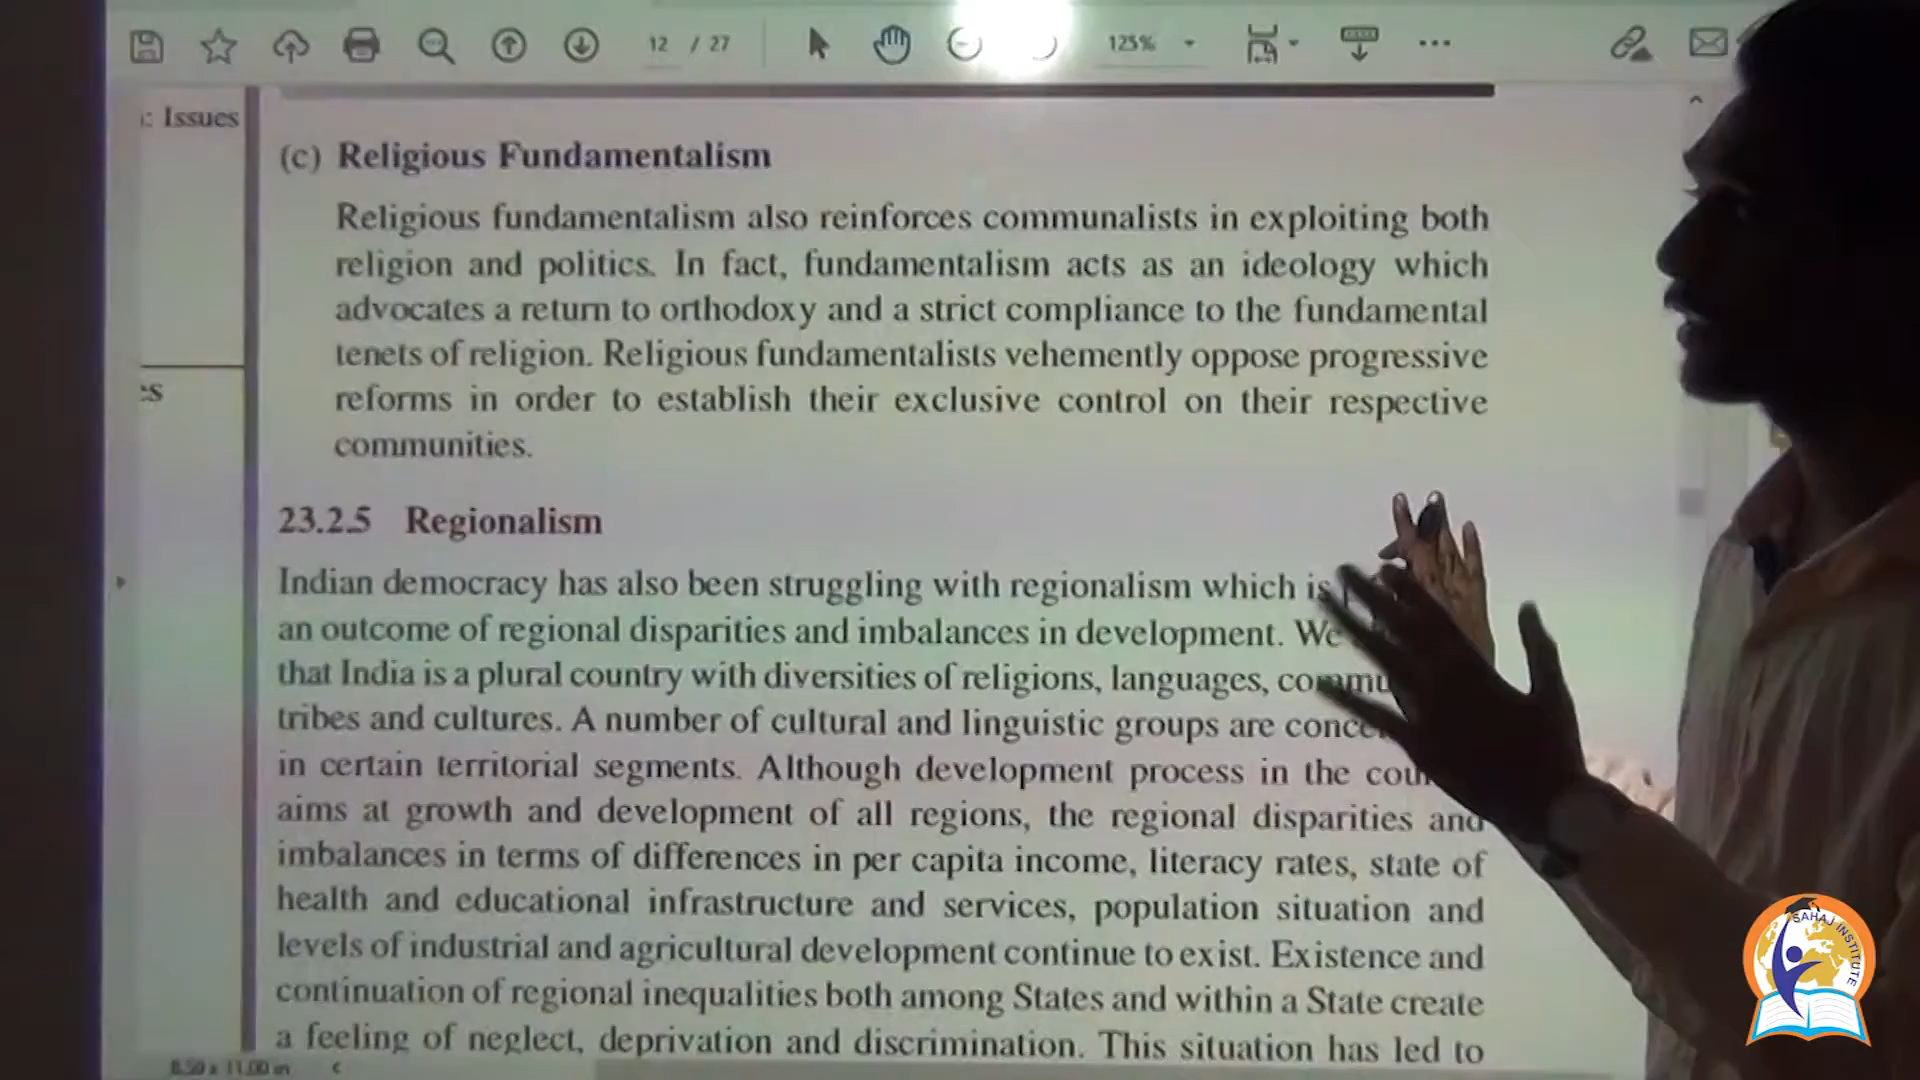 12 / 27
125%
: Issues
(c) Religious Fundamentalism
Religious fundamentalism also reinforces communalists in exploiting both
religion and politics. In fact, fundamentalism acts as an ideology which
advocates a return to orthodoxy and a strict compliance to the fundamental
tenets of religion. Religious fundamentalists vehemently oppose progressive
reforms in order to establish their exclusive control on their respective
communities.
es
23.2.5 Regionalism
Indian democracy has also been struggling with regionalism which is
an outcome of regional disparities and imbalances in development. We
that India is a plural country with diversities of religions, languages, commu
tribes and cultures. A number of cultural and linguistic groups are conce
in certain territorial segments. Although development process in the cou
aims at growth and development of all regions, the regional disparities and
imbalances in terms of differences in per capita income, literacy rates, state of
health and educational infrastructure and services, population situation and
levels of industrial and agricultural development continue to exist. Existence and
continuation of regional inequalities both among States and within a State create
a feeling of neglect, deprivation and discrimination. This situation has led to
8.50 x 11.00 in
SAHAJ INSTITUTE